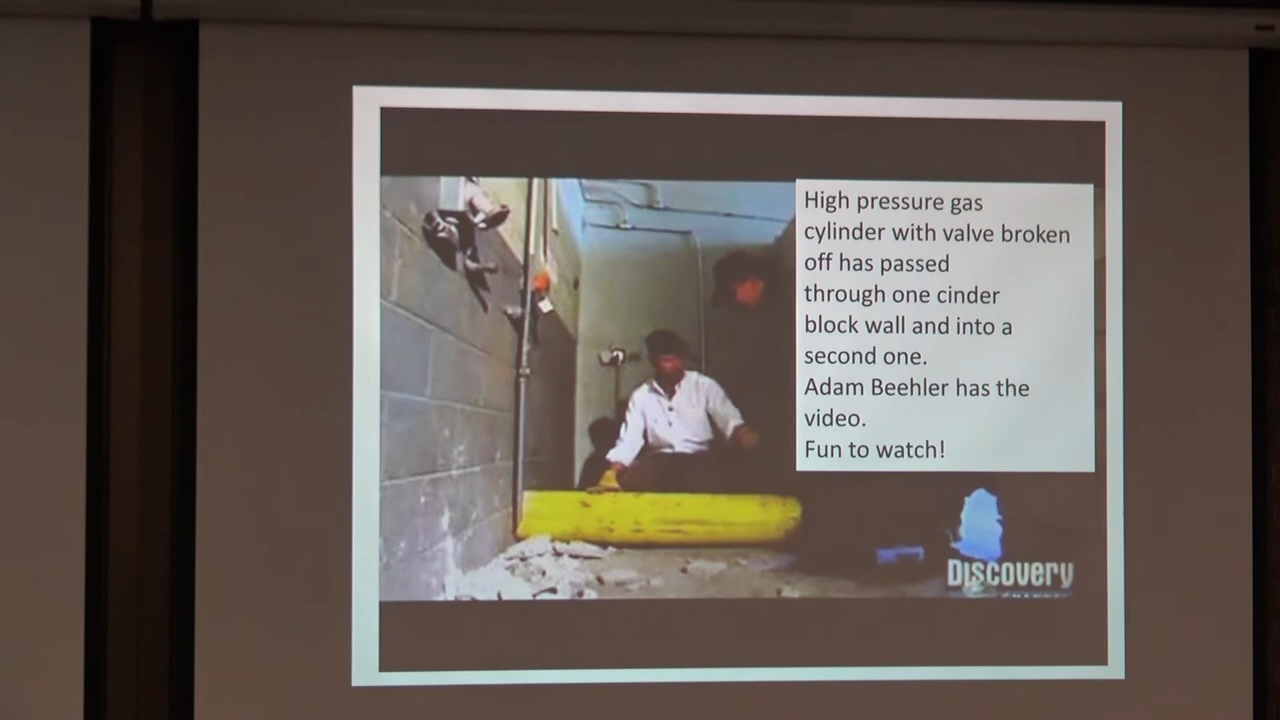 High pressure gas
cylinder with valve broken
off has passed
through one cinder
block wall and into a
second one.
Adam Beehler has the
video.
Fun to watch!
Discovery
CHANNEL